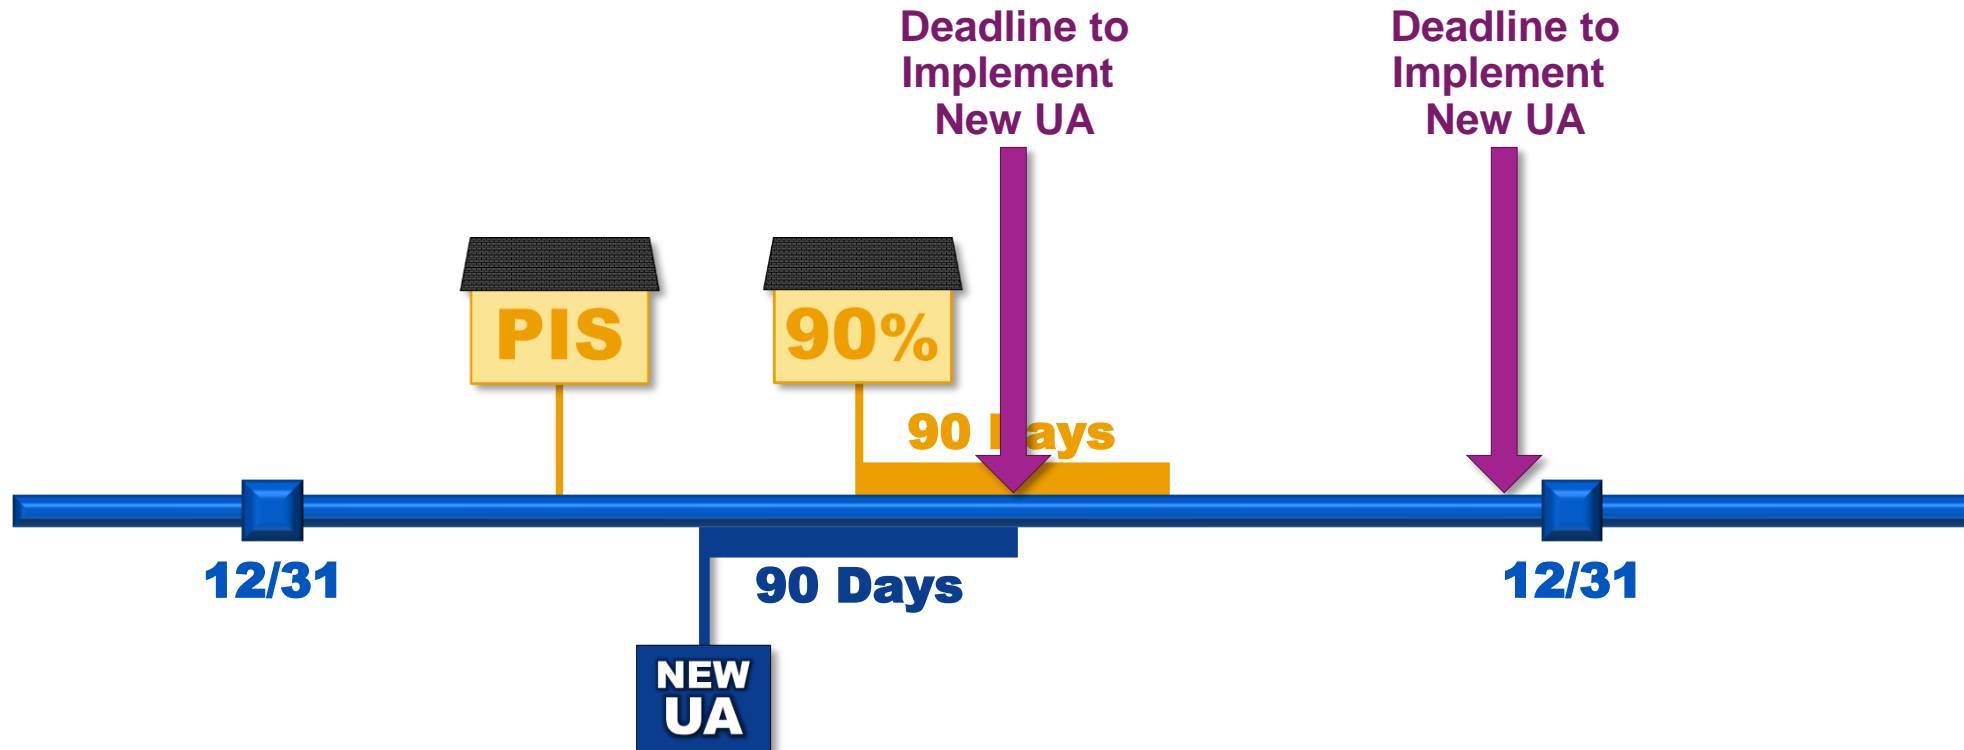 Deadline to
Implement
New UA
Deadline to
Implement
New UA
PIS
90%
90 Days
12/31
90 Days
12/31
NEW
UA